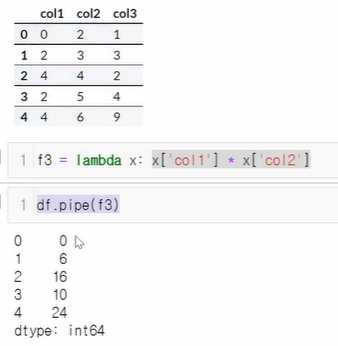 col1 col2 col3
0 0 2 1
1 2 3 3
2 4 4 2
3 2 5 4
4 4 6 9
1 f3 = lambda x: x['col1'] * x['col2']
1 df.pipe(f3)
0 0
1 6
2 16
3 10
4 24
dtype: int64